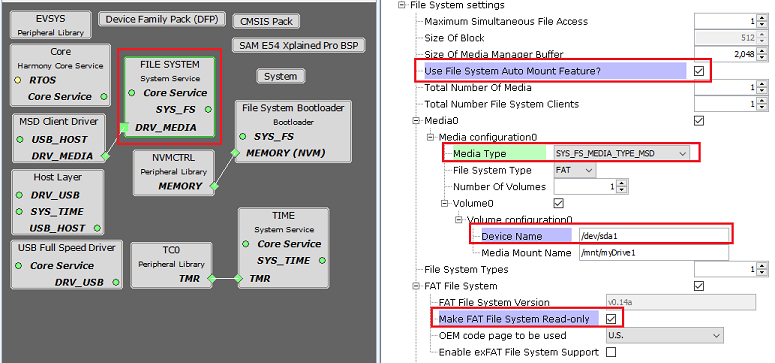 EVSYS
Peripheral Library
Device Family Pack (DFP)
CMSIS Pack
SAM E54 Xplained Pro BSP
Core
Harmony Core Service
RTOS
Core Service
FILE SYSTEM
System Service
Core Service
SYS_FS
DRV_MEDIA
System
MSD Client Driver
USB_HOST
DRV_MEDIA
File System Bootloader
Bootloader
SYS_FS
MEMORY (NVM)
NVMCTRL
Peripheral Library
MEMORY
Host Layer
DRV_USB
SYS_TIME
USB_HOST
TIME
System Service
Core Service
SYS_TIME
TMR
USB Full Speed Driver
Core Service
DRV_USB
TC0
Peripheral Library
TMR
File System settings
Maximum Simultaneous File Access 1
Size Of Block 512
Size Of Media Manager Buffer 2,048
Use File System Auto Mount Feature?
Total Number Of Media 1
Total Number File System Clients 1
Media0
Media configuration0
Media Type SYS_FS_MEDIA_TYPE_MSD
File System Type FAT
Number Of Volumes 1
Volume0
Volume configuration0
Device Name /dev/sda1
Media Mount Name /mnt/myDrive1
File System Types 1
FAT File System
FAT File System Version v0.14a
Make FAT File System Read-only
OEM code page to be used U.S.
Enable exFAT File System Support